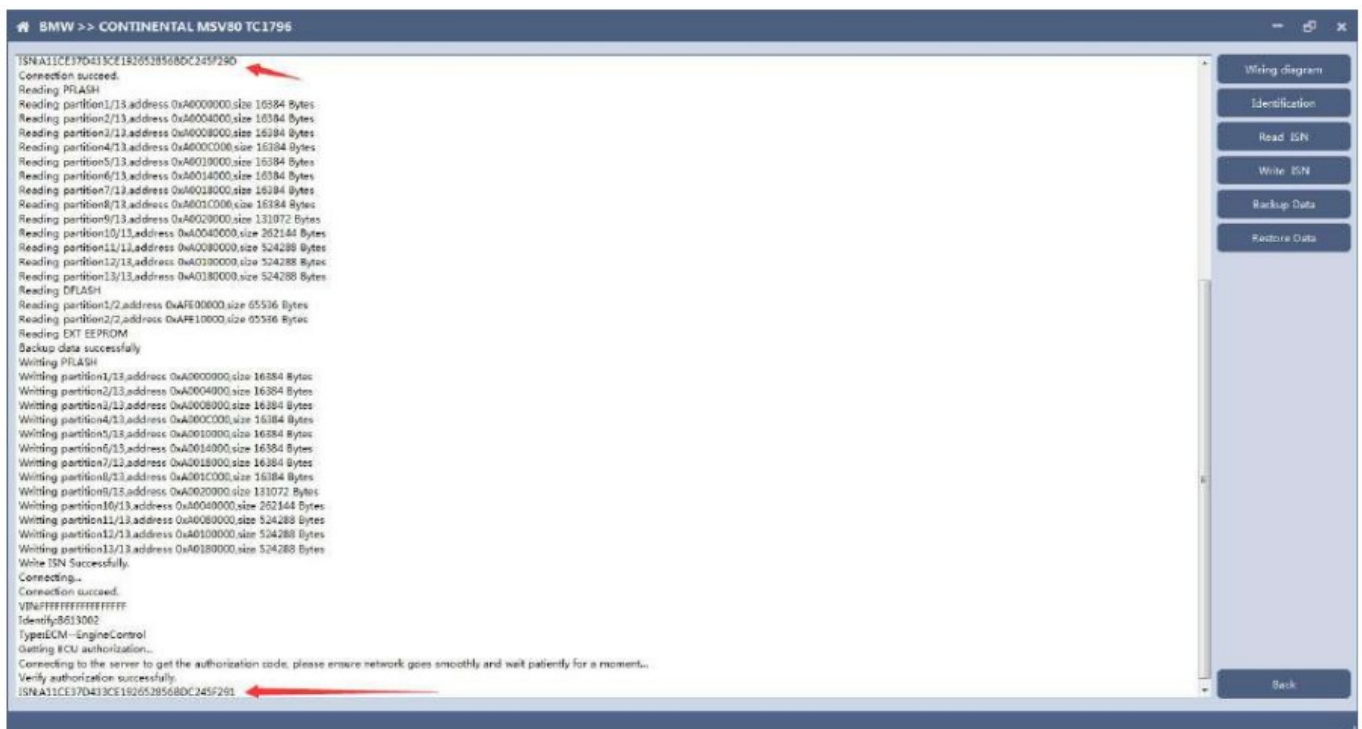 BMW >> CONTINENTAL MSV80 TC1796
ISN:A11CE37D433CE192652856BDC245F29D
Connection succeed.
Reading PFLASH
Reading partition1/13,address 0xA0000000,size 16384 Bytes
Reading partition2/13,address 0xA0004000,size 16384 Bytes
Reading partition3/13,address 0xA0008000,size 16384 Bytes
Reading partition4/13,address 0xA000C000,size 16384 Bytes
Reading partition5/13,address 0xA0010000,size 16384 Bytes
Reading partition6/13,address 0xA0014000,size 16384 Bytes
Reading partition7/13,address 0xA0018000,size 16384 Bytes
Reading partition8/13,address 0xA001C000,size 16384 Bytes
Reading partition9/13,address 0xA0020000,size 131072 Bytes
Reading partition10/13,address 0xA0040000,size 262144 Bytes
Reading partition11/13,address 0xA0080000,size 524288 Bytes
Reading partition12/13,address 0xA0100000,size 524288 Bytes
Reading partition13/13,address 0xA0180000,size 524288 Bytes
Reading DFLASH
Reading partition1/2,address 0xAFE00000,size 65536 Bytes
Reading partition2/2,address 0xAFE10000,size 65536 Bytes
Reading EXT EEPROM
Backup data successfully
Writting PFLASH
Writting partition1/13,address 0xA0000000,size 16384 Bytes
Writting partition2/13,address 0xA0004000,size 16384 Bytes
Writting partition3/13,address 0xA0008000,size 16384 Bytes
Writting partition4/13,address 0xA000C000,size 16384 Bytes
Writting partition5/13,address 0xA0010000,size 16384 Bytes
Writting partition6/13,address 0xA0014000,size 16384 Bytes
Writting partition7/13,address 0xA0018000,size 16384 Bytes
Writting partition8/13,address 0xA001C000,size 16384 Bytes
Writting partition9/13,address 0xA0020000,size 131072 Bytes
Writting partition10/13,address 0xA0040000,size 262144 Bytes
Writting partition11/13,address 0xA0080000,size 524288 Bytes
Writting partition12/13,address 0xA0100000,size 524288 Bytes
Writting partition13/13,address 0xA0180000,size 524288 Bytes
Write ISN Successfully.
Connecting...
Connection succeed.
VIN:FFFFFFFFFFFFFFFFF
Identify:8613002
Type:ECM--EngineControl
Getting ECU authorization...
Connecting to the server to get the authorization code, please ensure network goes smoothly and wait patiently for a moment...
Verify authorization successfully.
ISN:A11CE37D433CE192652856BDC245F291
Wiring diagram
Identification
Read ISN
Write ISN
Backup Data
Restore Data
Back